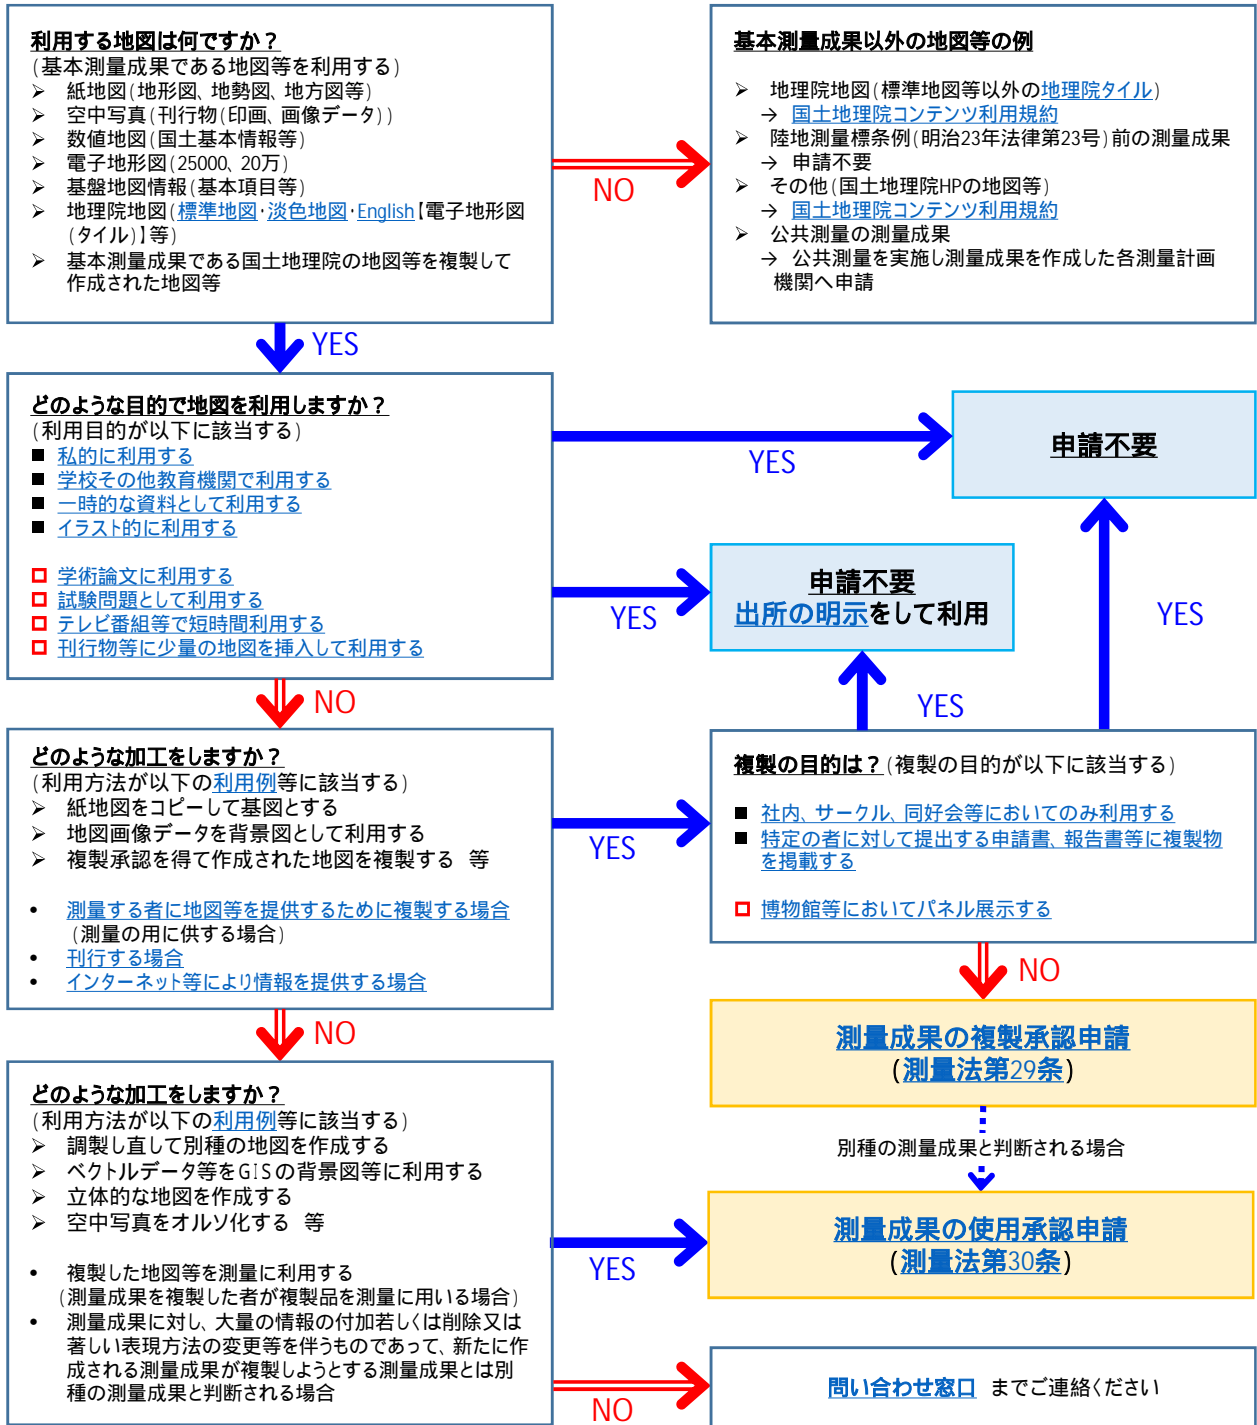 利用する地図は何ですか？
(基本測量成果である地図等を利用する)
➢ 紙地図(地形図、地勢図、地方図等)
➢ 空中写真(刊行物(印画、画像データ))
➢ 数値地図(国土基本情報等)
➢ 電子地形図(25000、20万)
➢ 基盤地図情報(基本項目等)
➢ 地理院地図(標準地図・淡色地図・English【電子地形図
(タイル)】等)
➢ 基本測量成果である国土地理院の地図等を複製して
作成された地図等
NO
基本測量成果以外の地図等の例
➢ 地理院地図(標準地図等以外の地理院タイル)
→ 国土地理院コンテンツ利用規約
➢ 陸地測量標条例(明治23年法律第23号)前の測量成果
→ 申請不要
➢ その他(国土地理院HPの地図等)
→ 国土地理院コンテンツ利用規約
➢ 公共測量の測量成果
→ 公共測量を実施し測量成果を作成した各測量計画
機関へ申請
YES
どのような目的で地図を利用しますか？
(利用目的が以下に該当する)
■ 私的に利用する
■ 学校その他教育機関で利用する
■ 一時的な資料として利用する
■ イラスト的に利用する
□ 学術論文に利用する
□ 試験問題として利用する
□ テレビ番組等で短時間利用する
□ 刊行物等に少量の地図を挿入して利用する
YES
申請不要
YES
申請不要
出所の明示をして利用
YES
YES
NO
どのような加工をしますか？
(利用方法が以下の利用例等に該当する)
➢ 紙地図をコピーして基図とする
➢ 地図画像データを背景図として利用する
➢ 複製承認を得て作成された地図を複製する 等
• 測量する者に地図等を提供するために複製する場合
(測量の用に供する場合)
• 刊行する場合
• インターネット等により情報を提供する場合
YES
複製の目的は？(複製の目的が以下に該当する)
■ 社内、サークル、同好会等においてのみ利用する
■ 特定の者に対して提出する申請書、報告書等に複製物
を掲載する
□ 博物館等においてパネル展示する
NO
測量成果の複製承認申請
(測量法第29条)
別種の測量成果と判断される場合
NO
どのような加工をしますか？
(利用方法が以下の利用例等に該当する)
➢ 調製し直して別種の地図を作成する
➢ ベクトルデータ等をGISの背景図等に利用する
➢ 立体的な地図を作成する
➢ 空中写真をオルソ化する 等
• 複製した地図等を測量に利用する
(測量成果を複製した者が複製品を測量に用いる場合)
• 測量成果に対し、大量の情報の付加若しくは削除又は
著しい表現方法の変更等を伴うものであって、新たに作
成される測量成果が複製しようとする測量成果とは別
種の測量成果と判断される場合
YES
測量成果の使用承認申請
(測量法第30条)
NO
問い合わせ窓口 までご連絡ください